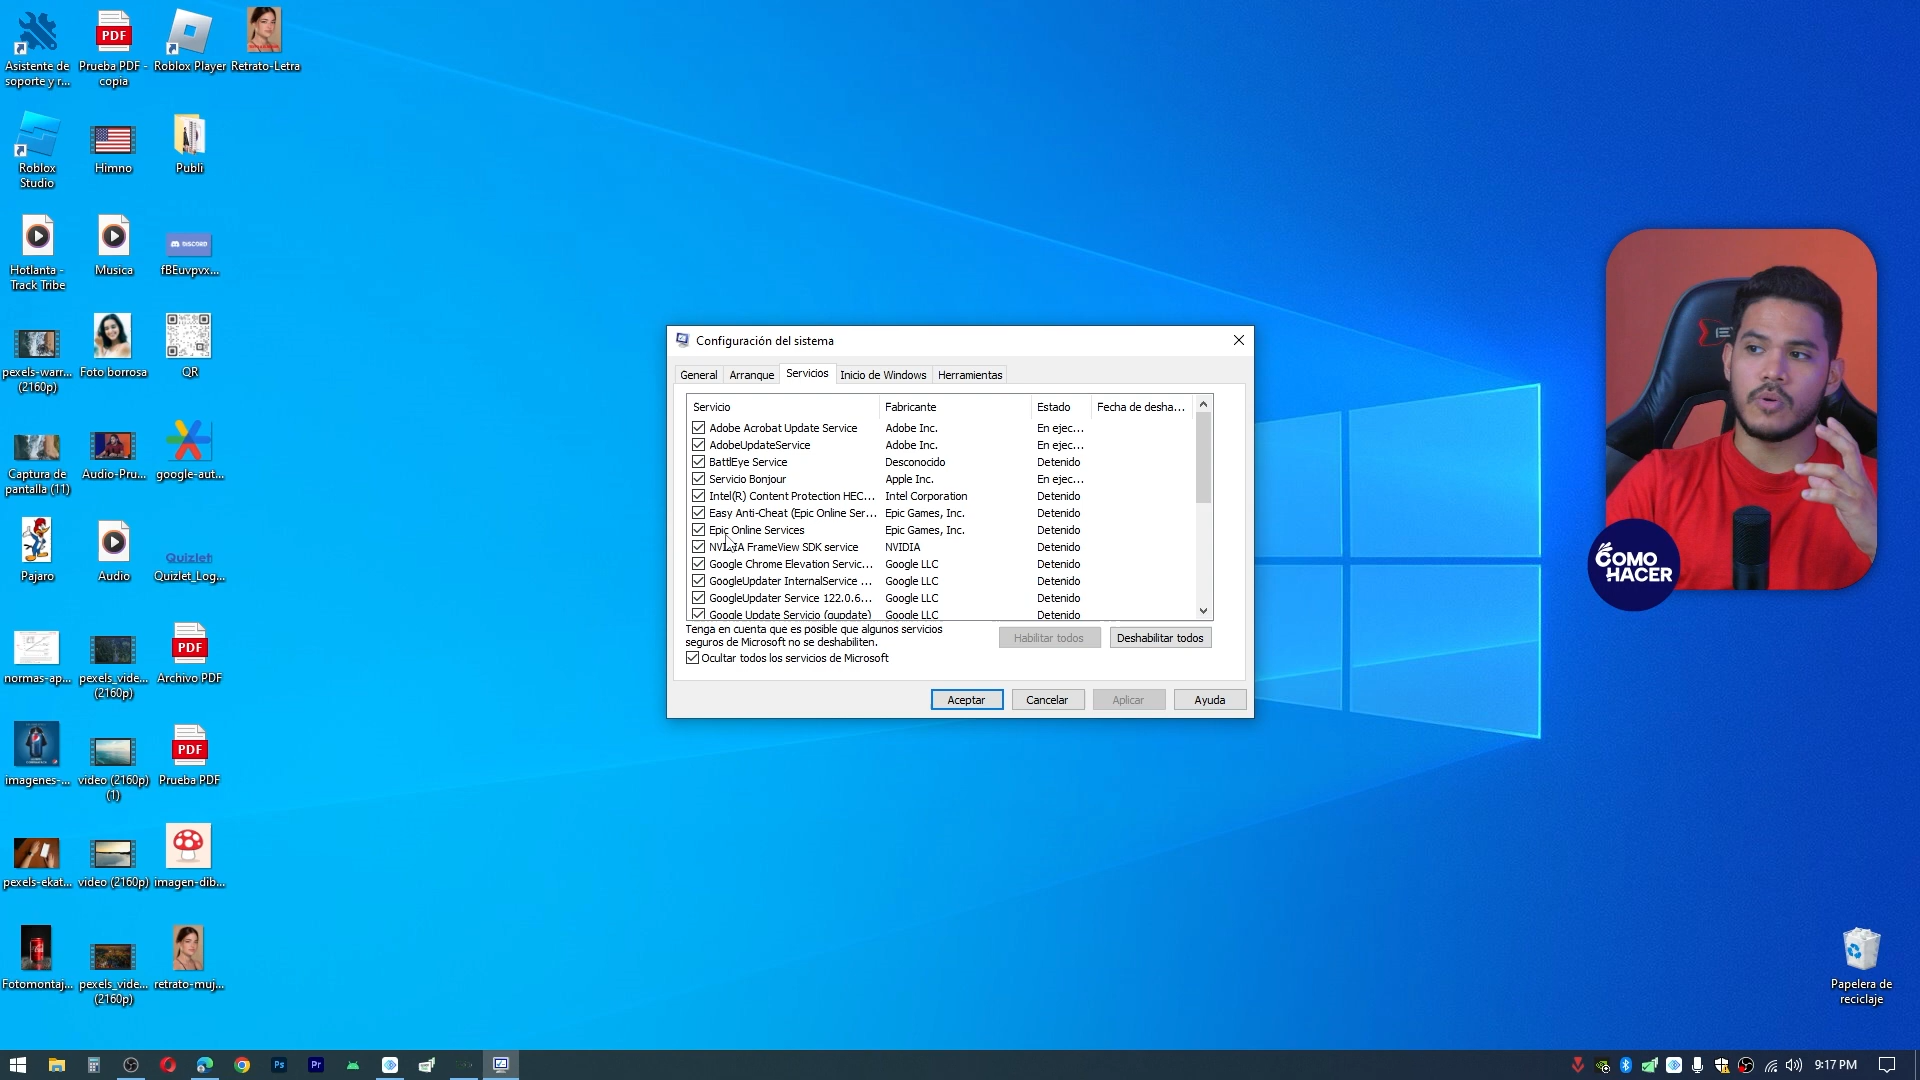 Asistente de
soporte y r...
PDF
Prueba PDF -
copia
Roblox Player
Retrato-Letra
Roblox
Studio
Himno
Publi
Hotlanta -
Track Tribe
Musica
DISCORD
fBEuvpvx...
pexels-warr...
(2160p)
Foto borrosa
QR
Captura de
pantalla (11)
Audio-Pru...
google-aut...
Pajaro
Audio
Quizlet
Quizlet_Log...
normas-ap...
pexels_vide...
(2160p)
PDF
Archivo PDF
imagenes-...
video (2160p)
(1)
PDF
Prueba PDF
pexels-ekat...
video (2160p)
imagen-dib...
Fotomontaj...
pexels_vide...
(2160p)
retrato-muj...
Configuración del sistema
General
Arranque
Servicios
Inicio de Windows
Herramientas
Servicio Fabricante Estado Fecha de desha...
Adobe Acrobat Update Service Adobe Inc. En ejec...
AdobeUpdateService Adobe Inc. En ejec...
BattlEye Service Desconocido Detenido
Servicio Bonjour Apple Inc. En ejec...
Intel(R) Content Protection HEC... Intel Corporation Detenido
Easy Anti-Cheat (Epic Online Ser... Epic Games, Inc. Detenido
Epic Online Services Epic Games, Inc. Detenido
NVIDIA FrameView SDK service NVIDIA Detenido
Google Chrome Elevation Servic... Google LLC Detenido
GoogleUpdater InternalService ... Google LLC Detenido
GoogleUpdater Service 122.0.6... Google LLC Detenido
Google Update Servicio (gupdate) Google LLC Detenido
Tenga en cuenta que es posible que algunos servicios
seguros de Microsoft no se deshabiliten.
Habilitar todos
Deshabilitar todos
Ocultar todos los servicios de Microsoft
Aceptar
Cancelar
Aplicar
Ayuda
COMO
HACER
Papelera de
reciclaje
Ps
Pr
9:17 PM